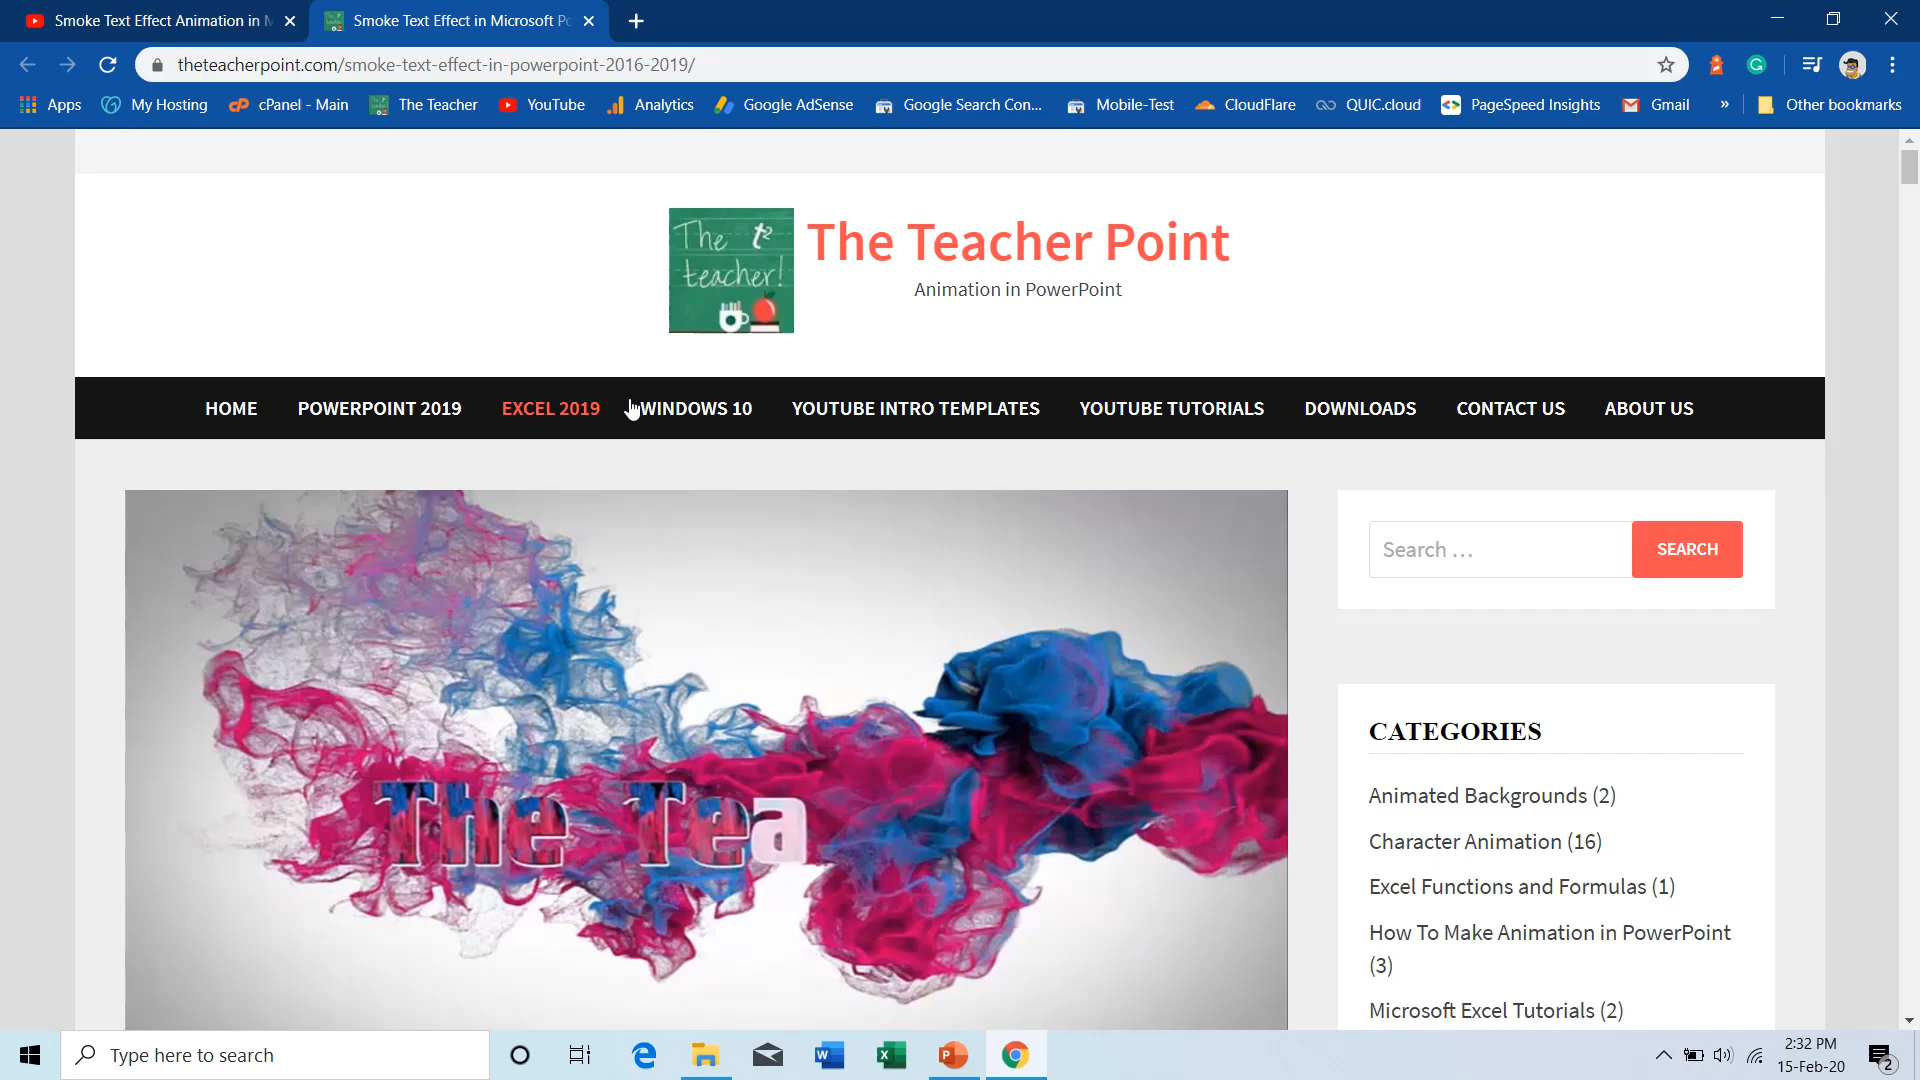 Smoke Text Effect Animation in M
Smoke Text Effect in Microsoft Po
theteacherpoint.com/smoke-text-effect-in-powerpoint-2016-2019/
Apps
My Hosting
cPanel - Main
The Teacher
YouTube
Analytics
Google AdSense
Google Search Con...
Mobile-Test
CloudFlare
QUIC.cloud
PageSpeed Insights
Gmail
»
Other bookmarks
The t²
teacher!
The Teacher Point
Animation in PowerPoint
HOME
POWERPOINT 2019
EXCEL 2019
WINDOWS 10
YOUTUBE INTRO TEMPLATES
YOUTUBE TUTORIALS
DOWNLOADS
CONTACT US
ABOUT US
Search …
SEARCH
The Tea
CATEGORIES
Animated Backgrounds (2)
Character Animation (16)
Excel Functions and Formulas (1)
How To Make Animation in PowerPoint
(3)
Microsoft Excel Tutorials (2)
Type here to search
2:32 PM
15-Feb-20
2